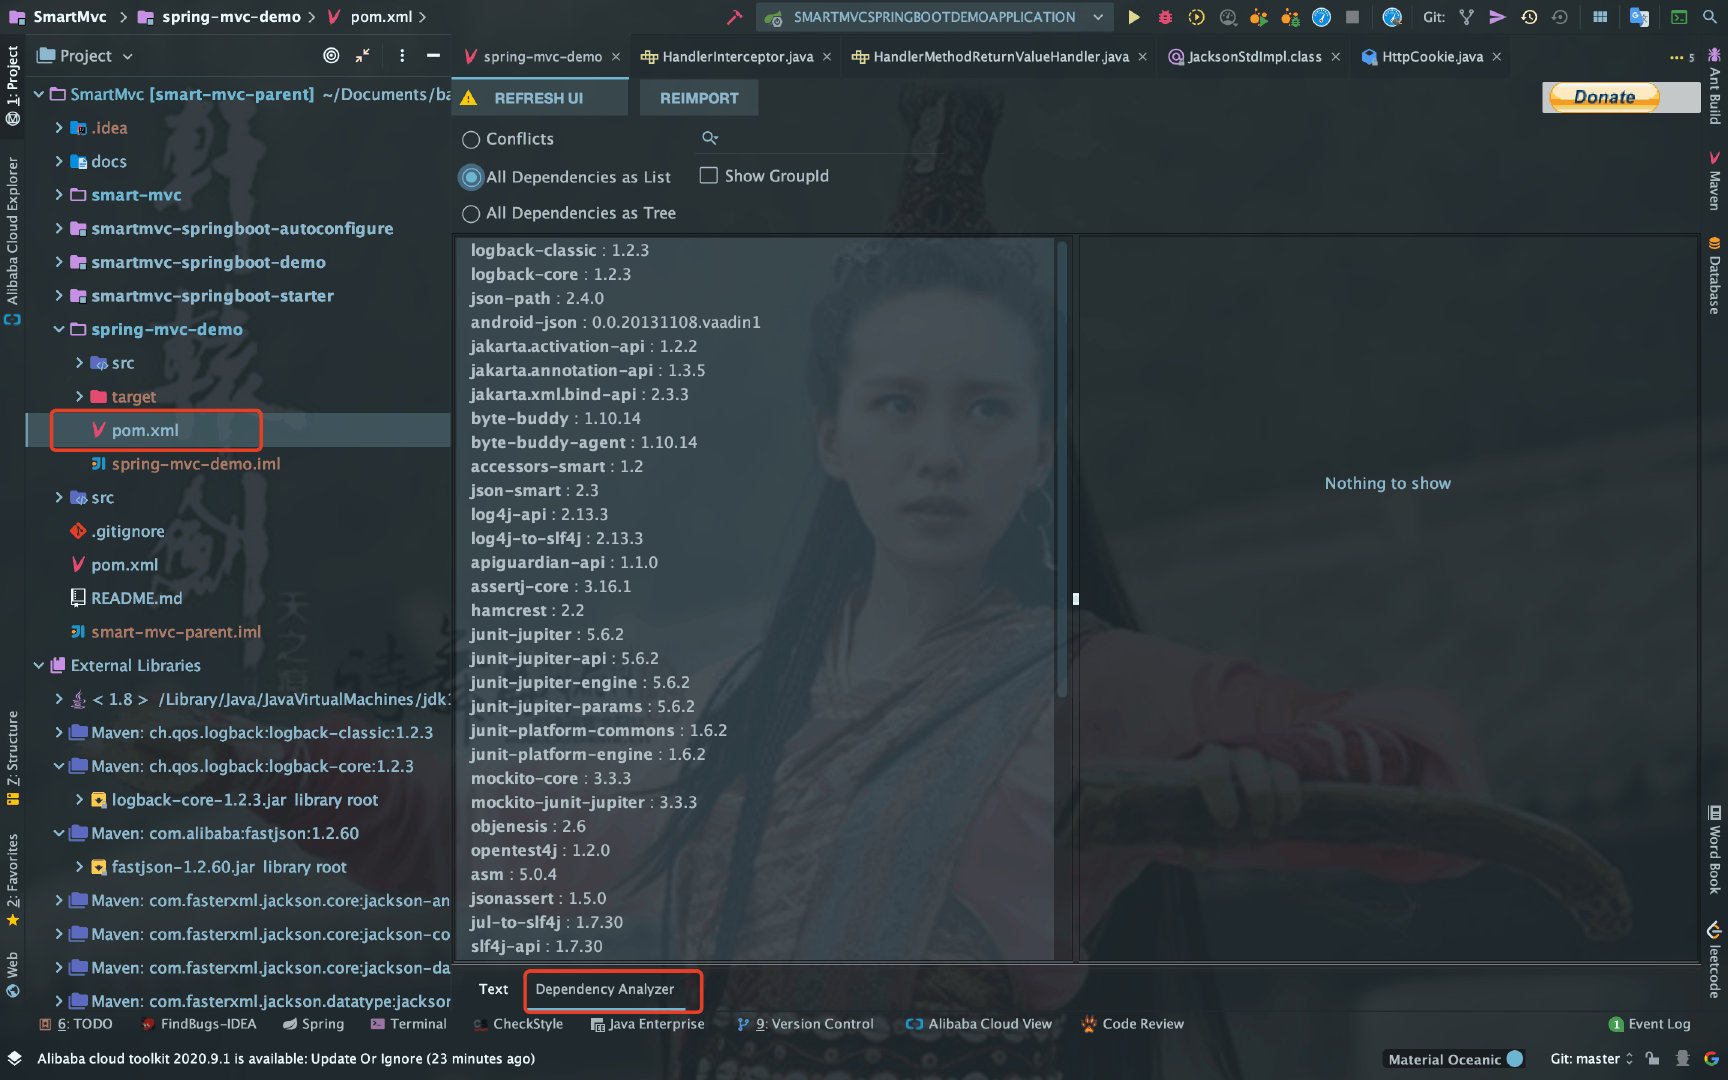 SmartMvc
spring-mvc-demo
pom.xml
SMARTMVCSPRINGBOOTDEMOAPPLICATION
Git:
1: Project
Alibaba Cloud Explorer
Z: Structure
2: Favorites
Web
Project
SmartMvc [smart-mvc-parent] ~/Documents/ba
.idea
docs
smart-mvc
smartmvc-springboot-autoconfigure
smartmvc-springboot-demo
smartmvc-springboot-starter
spring-mvc-demo
src
target
pom.xml
spring-mvc-demo.iml
src
.gitignore
pom.xml
README.md
smart-mvc-parent.iml
External Libraries
< 1.8 > /Library/Java/JavaVirtualMachines/jdk1
Maven: ch.qos.logback:logback-classic:1.2.3
Maven: ch.qos.logback:logback-core:1.2.3
logback-core-1.2.3.jar library root
Maven: com.alibaba:fastjson:1.2.60
fastjson-1.2.60.jar library root
Maven: com.fasterxml.jackson.core:jackson-an
Maven: com.fasterxml.jackson.core:jackson-co
Maven: com.fasterxml.jackson.core:jackson-da
Maven: com.fasterxml.jackson.datatype:jackson
spring-mvc-demo
HandlerInterceptor.java
HandlerMethodReturnValueHandler.java
JacksonStdImpl.class
HttpCookie.java
5
REFRESH UI
REIMPORT
Donate
Conflicts
All Dependencies as List
Show GroupId
All Dependencies as Tree
logback-classic : 1.2.3
logback-core : 1.2.3
json-path : 2.4.0
android-json : 0.0.20131108.vaadin1
jakarta.activation-api : 1.2.2
jakarta.annotation-api : 1.3.5
jakarta.xml.bind-api : 2.3.3
byte-buddy : 1.10.14
byte-buddy-agent : 1.10.14
accessors-smart : 1.2
json-smart : 2.3
log4j-api : 2.13.3
log4j-to-slf4j : 2.13.3
apiguardian-api : 1.1.0
assertj-core : 3.16.1
hamcrest : 2.2
junit-jupiter : 5.6.2
junit-jupiter-api : 5.6.2
junit-jupiter-engine : 5.6.2
junit-jupiter-params : 5.6.2
junit-platform-commons : 1.6.2
junit-platform-engine : 1.6.2
mockito-core : 3.3.3
mockito-junit-jupiter : 3.3.3
objenesis : 2.6
opentest4j : 1.2.0
asm : 5.0.4
jsonassert : 1.5.0
jul-to-slf4j : 1.7.30
slf4j-api : 1.7.30
Nothing to show
Text
Dependency Analyzer
Ant Build
Maven
Database
Word Book
leetcode
6: TODO
FindBugs-IDEA
Spring
Terminal
CheckStyle
Java Enterprise
9: Version Control
Alibaba Cloud View
Code Review
1 Event Log
Alibaba cloud toolkit 2020.9.1 is available: Update Or Ignore (23 minutes ago)
Material Oceanic
Git: master